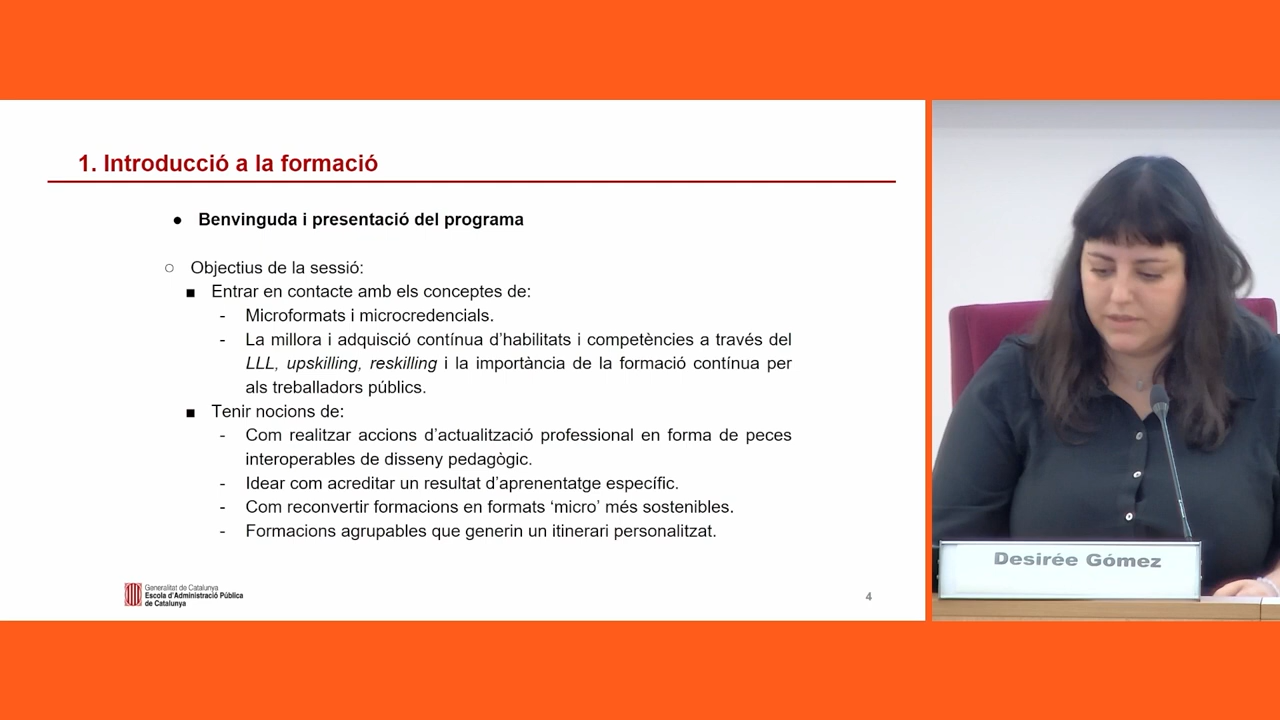 1. Introducció a la formació
● Benvinguda i presentació del programa
○ Objectius de la sessió:
■ Entrar en contacte amb els conceptes de:
- Microformats i microcredencials.
- La millora i adquisició contínua d’habilitats i competències a través del
LLL, upskilling, reskilling i la importància de la formació contínua per
als treballadors públics.
■ Tenir nocions de:
- Com realitzar accions d’actualització professional en forma de peces
interoperables de disseny pedagògic.
- Idear com acreditar un resultat d’aprenentatge específic.
- Com reconvertir formacions en formats ‘micro’ més sostenibles.
- Formacions agrupables que generin un itinerari personalitzat.
Generalitat de Catalunya
Escola d’Administració Pública
de Catalunya
4
Desirée Gómez